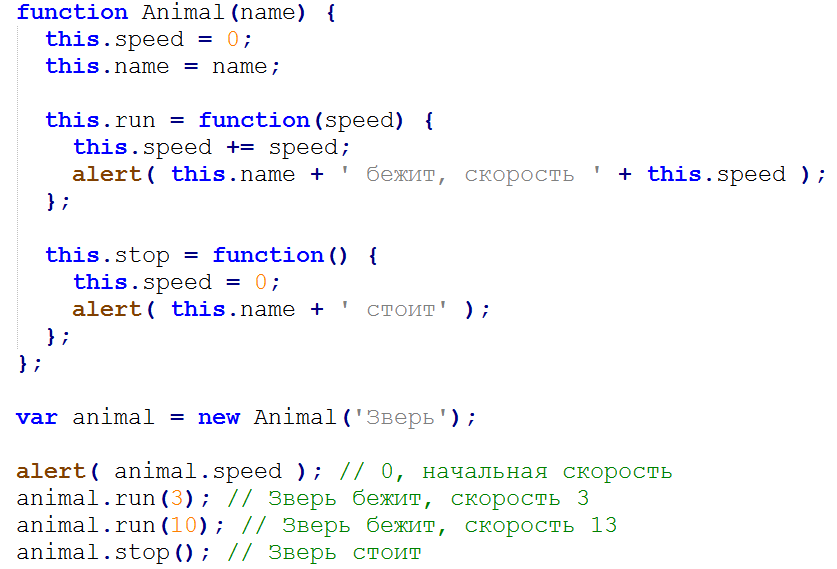 function Animal(name) {
  this.speed = 0;
  this.name = name;

  this.run = function(speed) {
    this.speed += speed;
    alert( this.name + ' бежит, скорость ' + this.speed );
  };

  this.stop = function() {
    this.speed = 0;
    alert( this.name + ' стоит' );
  };
};

var animal = new Animal('Зверь');

alert( animal.speed ); // 0, начальная скорость
animal.run(3); // Зверь бежит, скорость 3
animal.run(10); // Зверь бежит, скорость 13
animal.stop(); // Зверь стоит